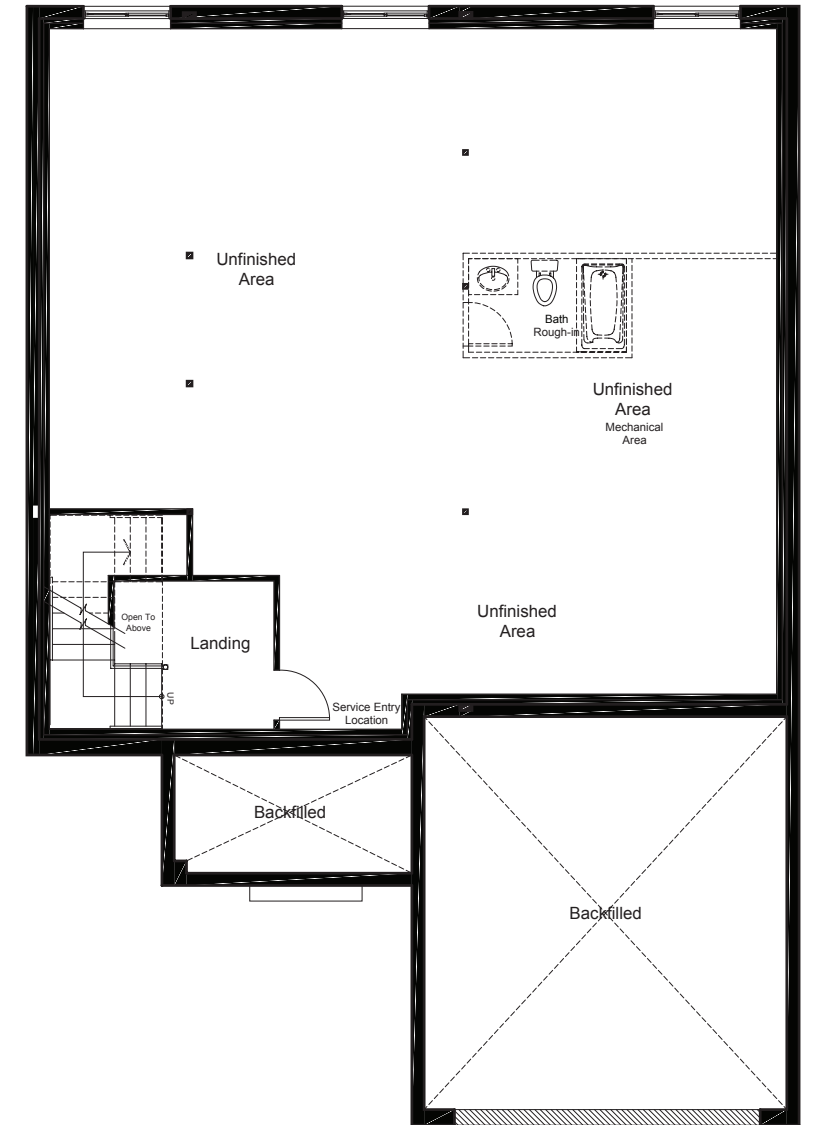 Unfinished
Area
Bath
Rough-in
Unfinished
Area
Mechanical
Area
Open To
Above
Landing
Unfinished
Area
UP
Service Entry
Location
Backfilled
Backfilled